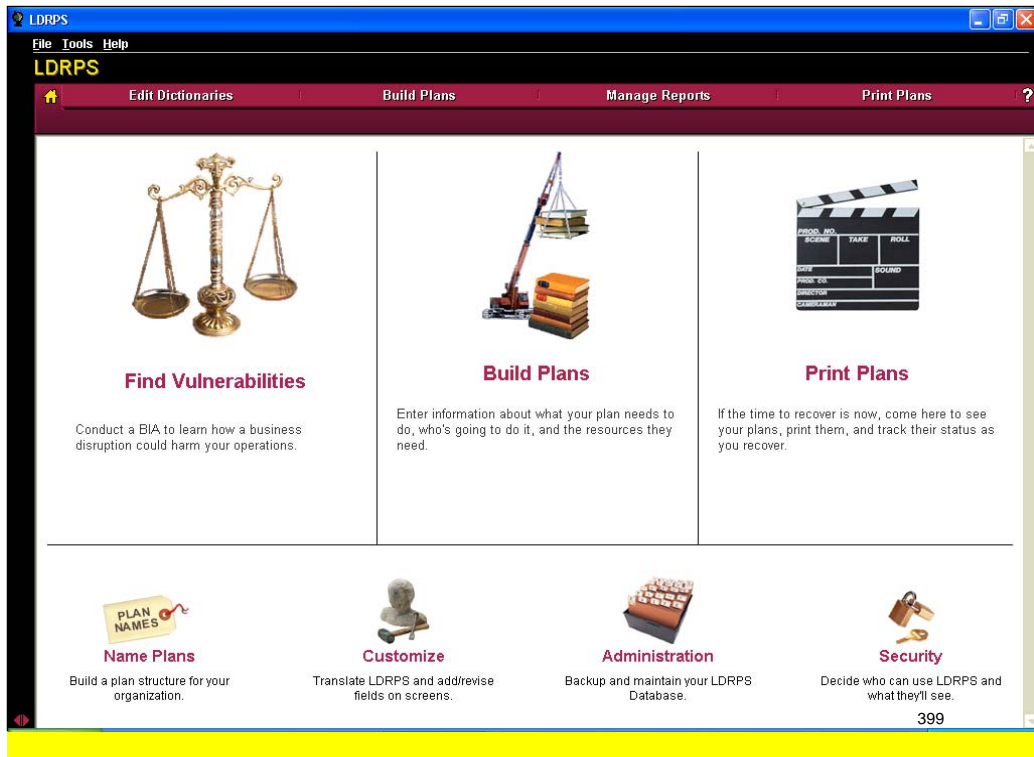 LDRPS
File Tools Help
LDRPS
Edit Dictionaries Build Plans Manage Reports Print Plans ?
PROD. NO.
SCENE TAKE ROLL
DATE SOUND
PROD. CO.
DIRECTOR
CAMERAMAN
Find Vulnerabilities
Conduct a BIA to learn how a business
disruption could harm your operations.
Build Plans
Enter information about what your plan needs to
do, who's going to do it, and the resources they
need.
Print Plans
If the time to recover is now, come here to see
your plans, print them, and track their status as
you recover.
PLAN
NAMES
Name Plans
Build a plan structure for your
organization.
Customize
Translate LDRPS and add/revise
fields on screens.
Administration
Backup and maintain your LDRPS
Database.
Security
Decide who can use LDRPS and
what they'll see.
399